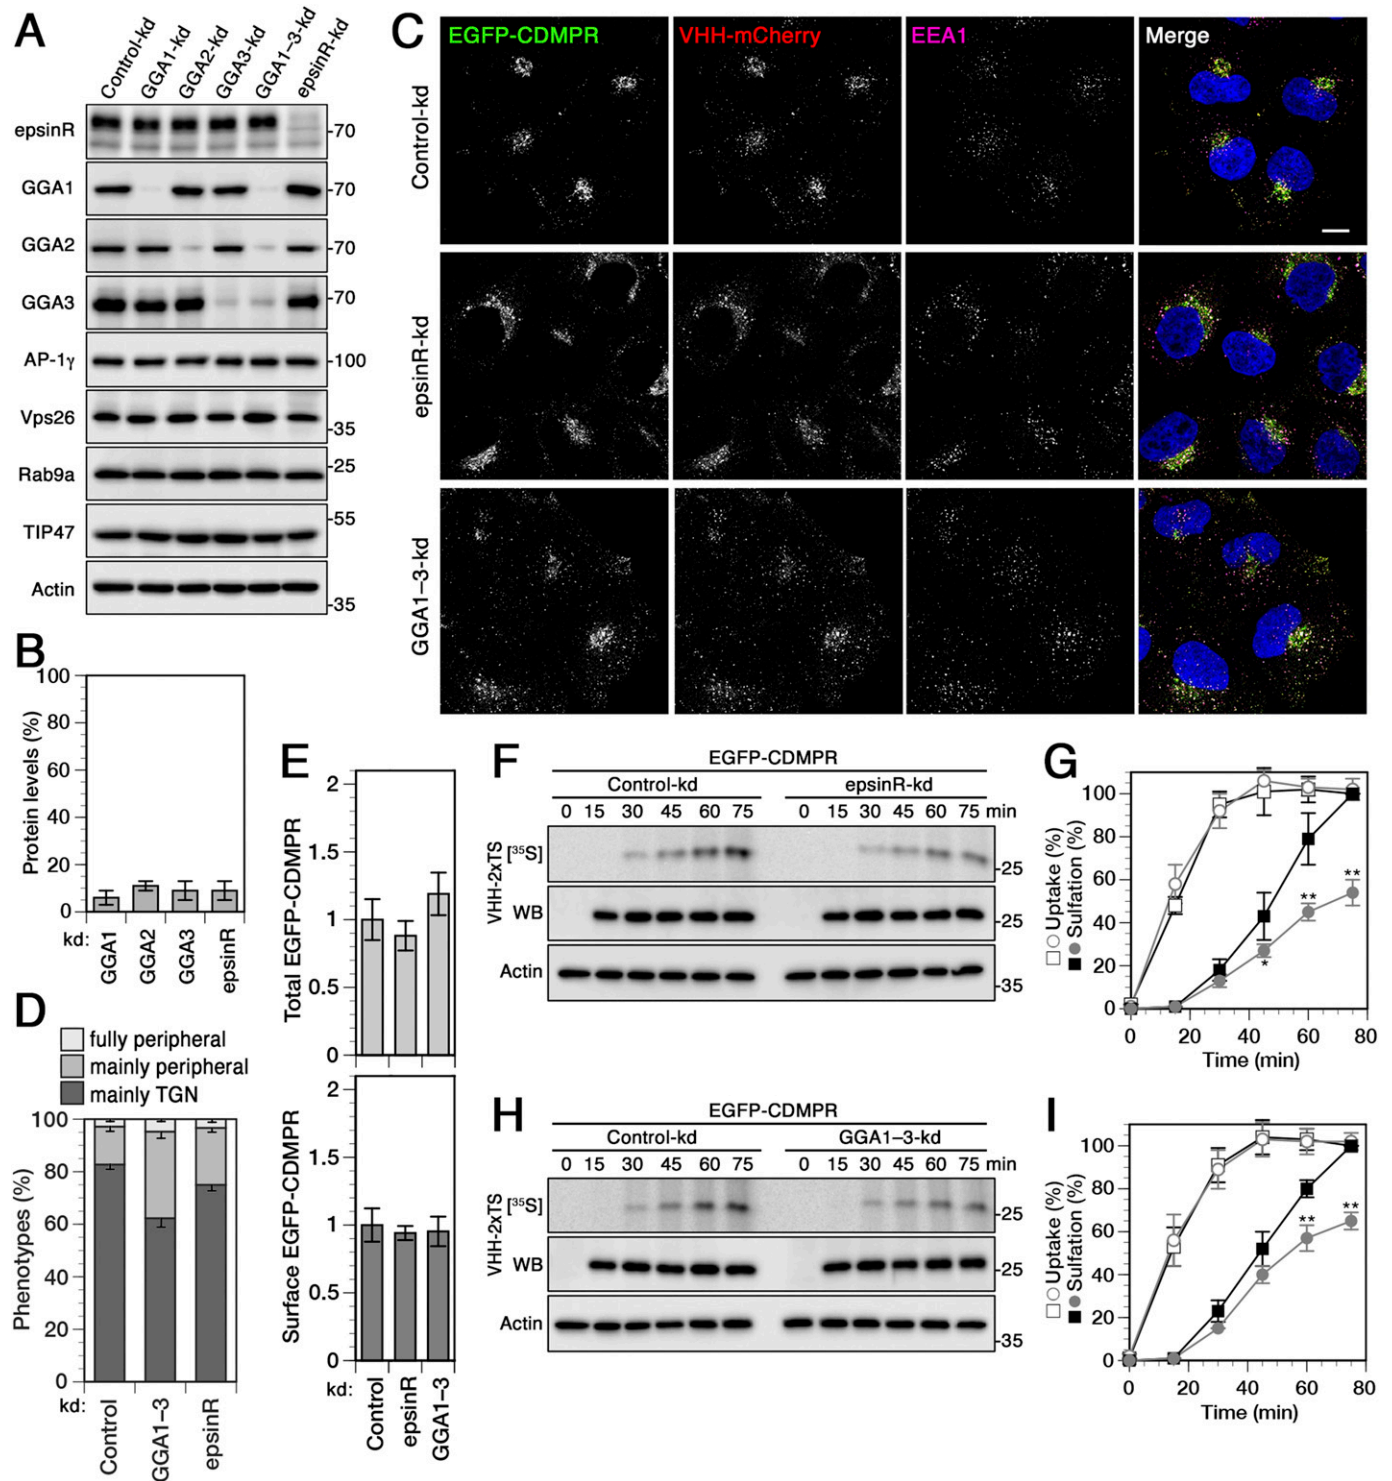 A
Control-kd
GGA1-kd
GGA2-kd
GGA3-kd
GGA1–3-kd
epsinR-kd
epsinR
-70
GGA1
-70
GGA2
-70
GGA3
-70
AP-1γ
-100
Vps26
-35
Rab9a
-25
TIP47
-55
Actin
-35
B
Protein levels (%)
100
80
60
40
20
0
kd:
GGA1
GGA2
GGA3
epsinR
C
EGFP-CDMPR
VHH-mCherry
EEA1
Merge
Control-kd
epsinR-kd
GGA1–3-kd
D
fully peripheral
mainly peripheral
mainly TGN
Phenotypes (%)
100
80
60
40
20
0
kd:
Control
GGA1–3
epsinR
E
Total EGFP-CDMPR
2
1.5
1
0.5
0
Surface EGFP-CDMPR
2
1.5
1
0.5
0
kd:
Control
epsinR
GGA1–3
F
EGFP-CDMPR
Control-kd epsinR-kd
0 15 30 45 60 75 0 15 30 45 60 75 min
VHH-2xTS
[³⁵S]
-25
WB
-25
Actin
-35
G
100
80
60
40
20
0
Uptake (%)
Sulfation (%)
*
**
**
0 20 40 60 80
Time (min)
H
EGFP-CDMPR
Control-kd GGA1–3-kd
0 15 30 45 60 75 0 15 30 45 60 75 min
VHH-2xTS
[³⁵S]
-25
WB
-25
Actin
-35
I
100
80
60
40
20
0
Uptake (%)
Sulfation (%)
**
**
0 20 40 60 80
Time (min)